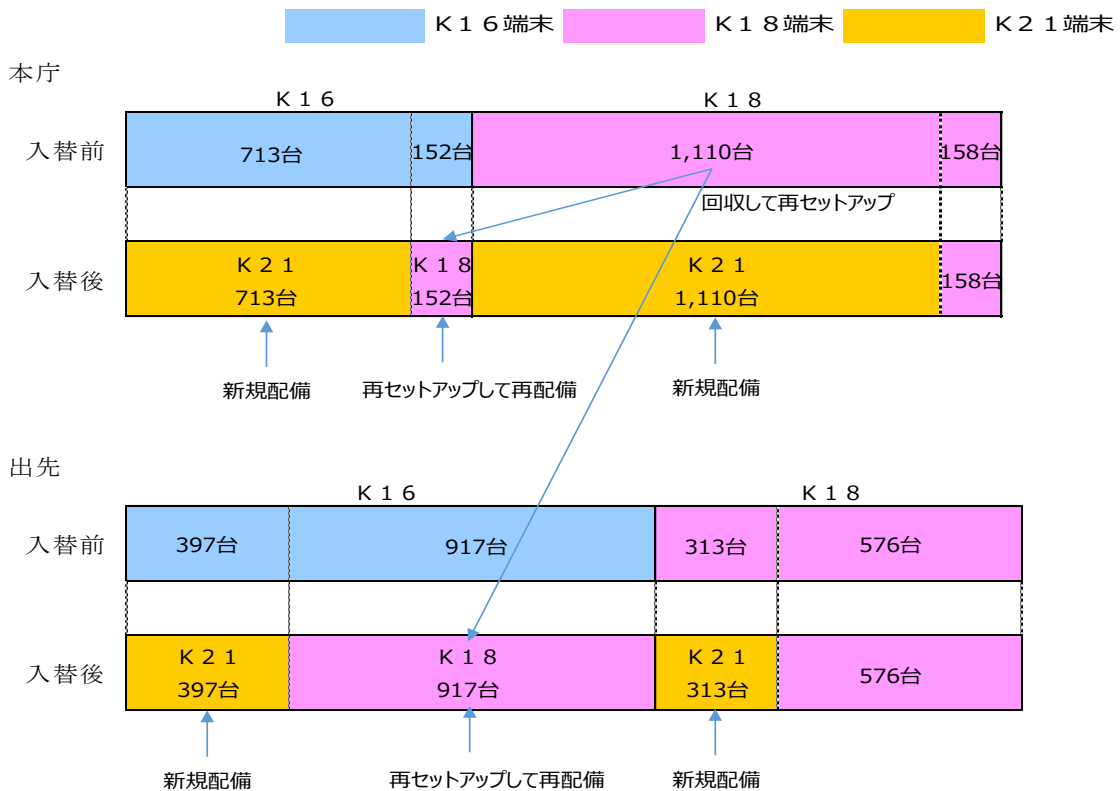 Ｋ１６端末 Ｋ１８端末 Ｋ２１端末
本庁
Ｋ１６ Ｋ１８
入替前 713台 152台 1,110台 158台
回収して再セットアップ
Ｋ２１ Ｋ１８ Ｋ２１
入替後 713台 152台 1,110台 158台
新規配備 再セットアップして再配備 新規配備
出先
Ｋ１６ Ｋ１８
入替前 397台 917台 313台 576台
Ｋ２１ Ｋ１８ Ｋ２１
入替後 397台 917台 313台 576台
新規配備 再セットアップして再配備 新規配備